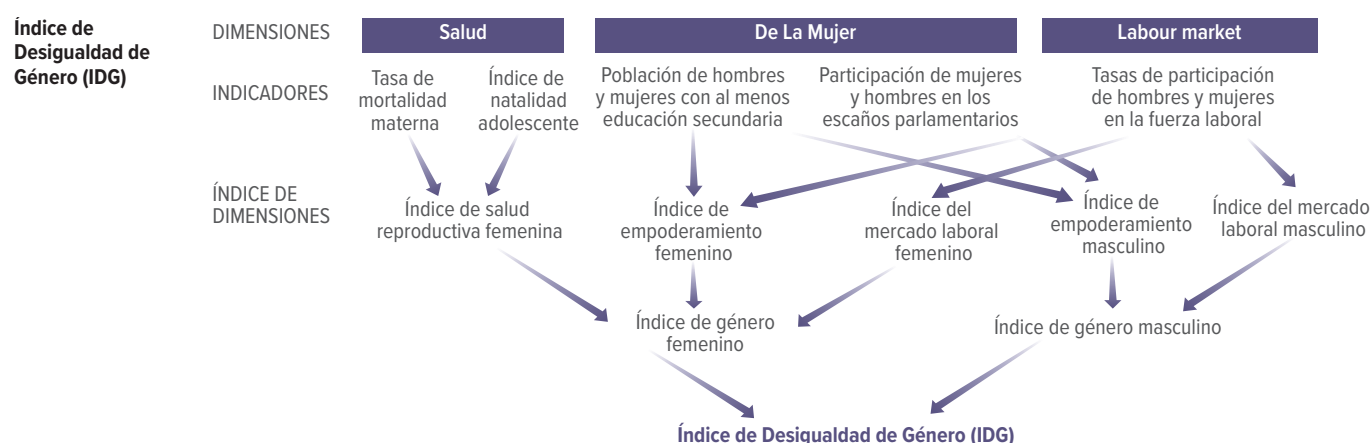 Índice de
Desigualdad de
Género (IDG)
DIMENSIONES
Salud
De La Mujer
Labour market
INDICADORES
Tasa de
mortalidad
materna
Índice de
natalidad
adolescente
Población de hombres
y mujeres con al menos
educación secundaria
Participación de mujeres
y hombres en los
escaños parlamentarios
Tasas de participación
de hombres y mujeres
en la fuerza laboral
ÍNDICE DE
DIMENSIONES
Índice de salud
reproductiva femenina
Índice de
empoderamiento
femenino
Índice del
mercado laboral
femenino
Índice de
empoderamiento
masculino
Índice del mercado
laboral masculino
Índice de género
femenino
Índice de género masculino
Índice de Desigualdad de Género (IDG)